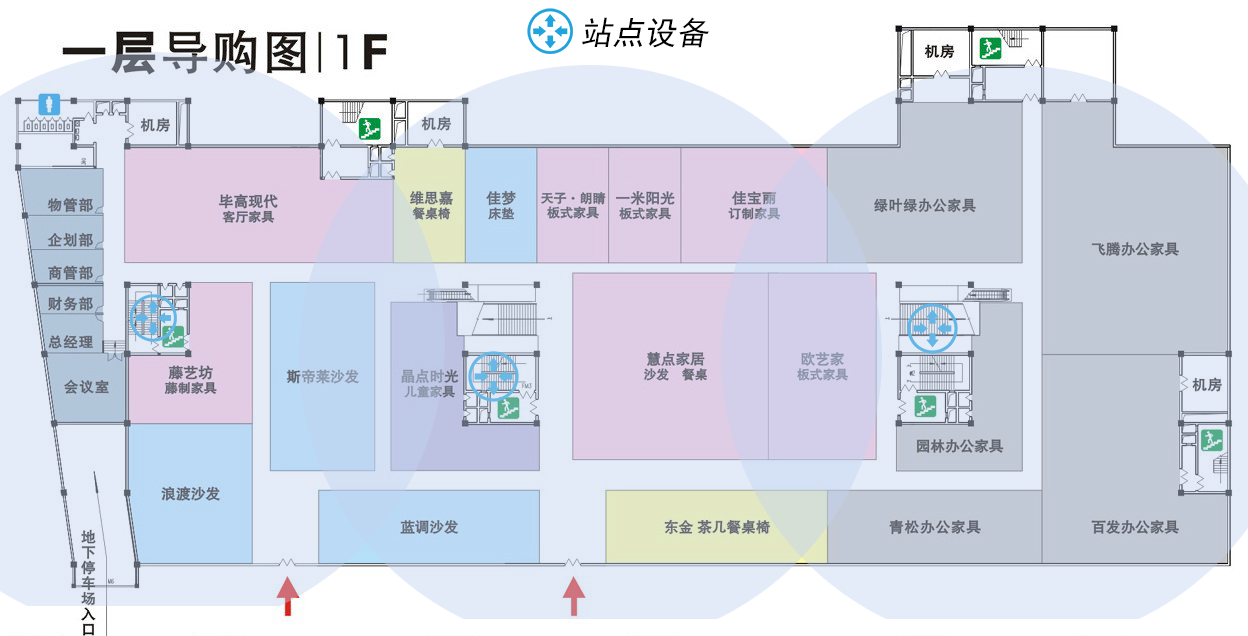 一层导购图|1F
站点设备
机房
机房
机房
毕高现代
客厅家具
维思嘉
餐桌椅
佳梦
床垫
天子·朗晴
板式家具
一米阳光
板式家具
佳宝丽
订制家具
绿叶绿办公家具
飞腾办公家具
物管部
企划部
商管部
财务部
总经理
会议室
藤艺坊
藤制家具
斯帝莱沙发
晶点时光
儿童家具
FM3
慧点家居
沙发 餐桌
欧艺家
板式家具
机房
园林办公家具
浪渡沙发
蓝调沙发
东金 茶几餐桌椅
青松办公家具
百发办公家具
地下停车场入口